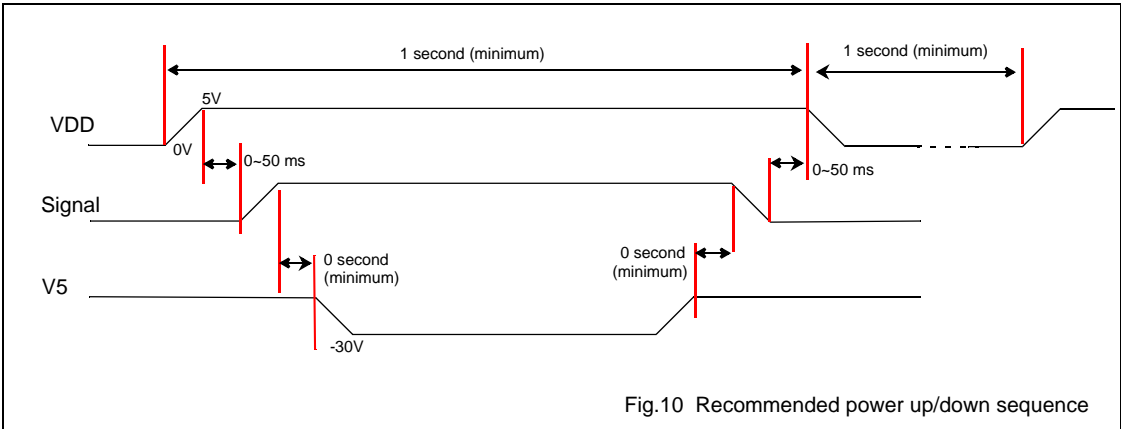 1 second (minimum)
1 second (minimum)
5V
VDD
0V
0~50 ms
0~50 ms
Signal
0 second
(minimum)
0 second
(minimum)
V5
-30V
Fig.10 Recommended power up/down sequence